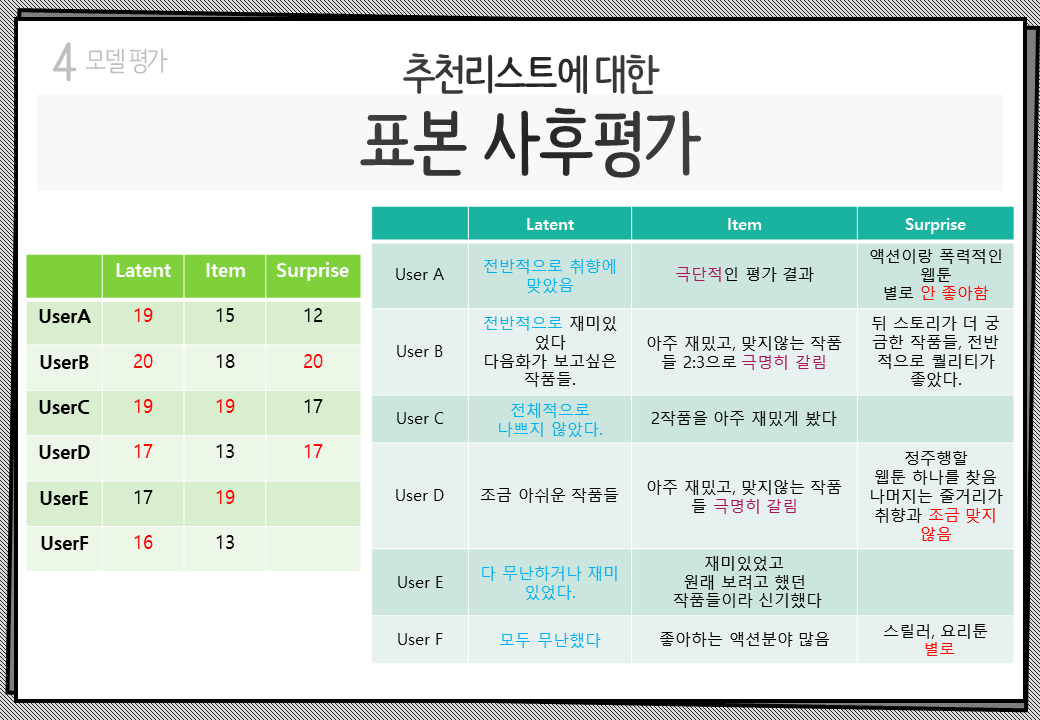 4 모델 평가
추천리스트에 대한
표본 사후평가
Latent Item Surprise
UserA 19 15 12
UserB 20 18 20
UserC 19 19 17
UserD 17 13 17
UserE 17 19
UserF 16 13
Latent Item Surprise
User A
전반적으로 취향에
맞았음
극단적인 평가 결과
액션이랑 폭력적인
웹툰
별로 안 좋아함
User B
전반적으로 재미있
었다
다음화가 보고싶은
작품들.
아주 재밌고, 맞지않는 작품
들 2:3으로 극명히 갈림
뒤 스토리가 더 궁
금한 작품들, 전반
적으로 퀄리티가
좋았다.
User C
전체적으로
나쁘지 않았다.
2작품을 아주 재밌게 봤다
User D
조금 아쉬운 작품들
아주 재밌고, 맞지않는 작품
들 극명히 갈림
정주행할
웹툰 하나를 찾음
나머지는 줄거리가
취향과 조금 맞지
않음
User E
다 무난하거나 재미
있었다.
재미있었고
원래 보려고 했던
작품들이라 신기했다
User F
모두 무난했다
좋아하는 액션분야 많음
스릴러, 요리툰
별로